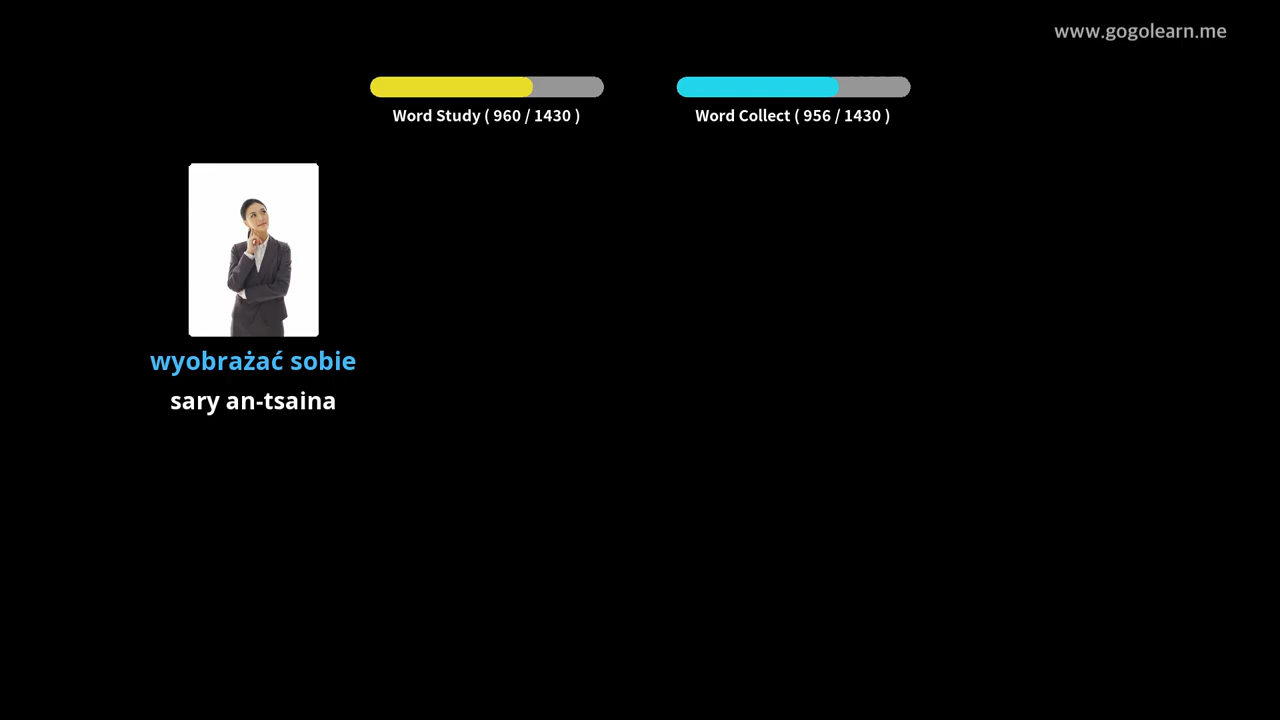 www.gogolearn.me
Word Study ( 960 / 1430 )
Word Collect ( 956 / 1430 )
wyobrażać sobie
sary an-tsaina